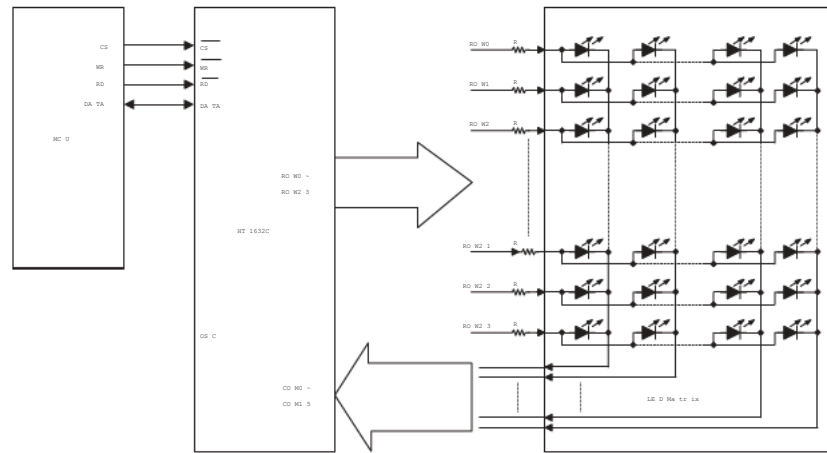 CS
WR
RD
DA TA
MC U
CS
WR
RD
DA TA
RO W0 ~
RO W2 3
HT 1632C
OS C
CO M0 ~
CO M1 5
RO W0 R
RO W1 R
RO W2 R
RO W2 1 R
RO W2 2 R
RO W2 3 R
LE D Ma tr ix